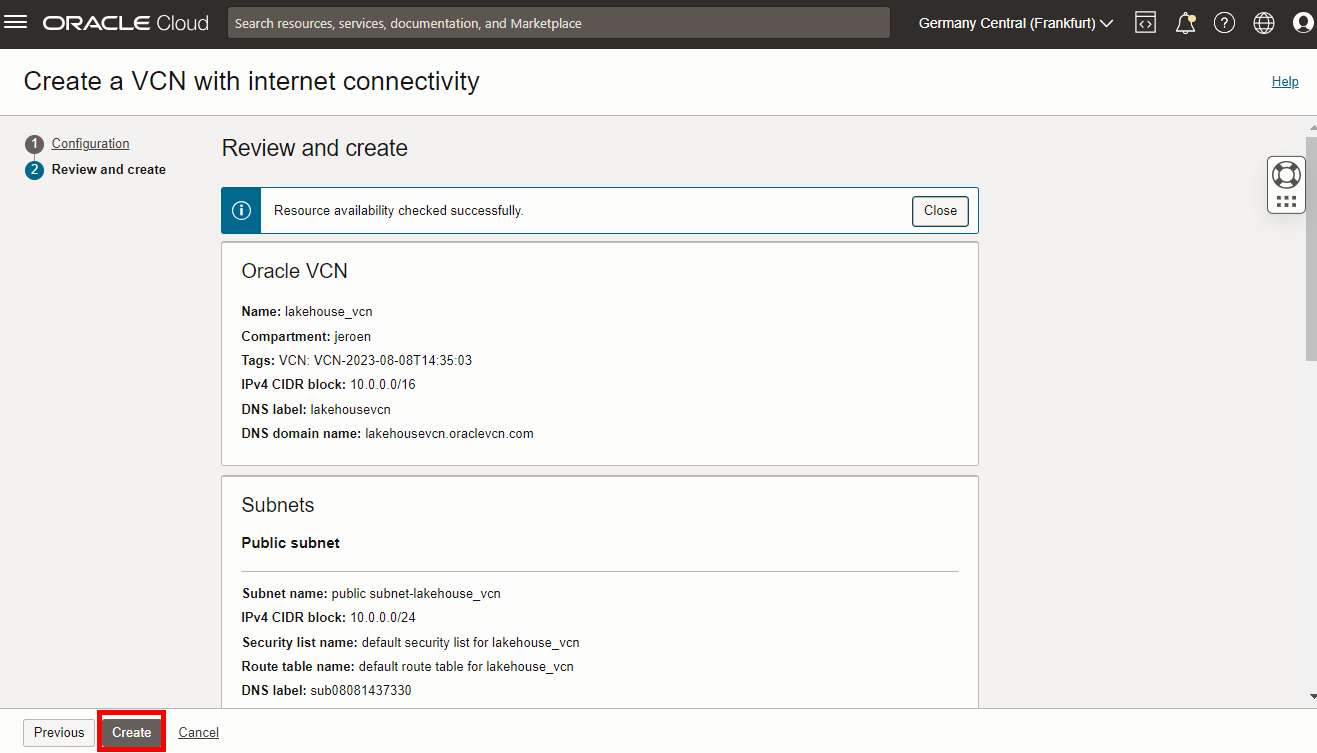 ORACLE Cloud
Search resources, services, documentation, and Marketplace
Germany Central (Frankfurt)
Create a VCN with internet connectivity
Help
1 Configuration
2 Review and create
Review and create
Resource availability checked successfully.
Close
Oracle VCN
Name: lakehouse_vcn
Compartment: jeroen
Tags: VCN: VCN-2023-08-08T14:35:03
IPv4 CIDR block: 10.0.0.0/16
DNS label: lakehousevcn
DNS domain name: lakehousevcn.oraclevcn.com
Subnets
Public subnet
Subnet name: public subnet-lakehouse_vcn
IPv4 CIDR block: 10.0.0.0/24
Security list name: default security list for lakehouse_vcn
Route table name: default route table for lakehouse_vcn
DNS label: sub08081437330
Previous
Create
Cancel